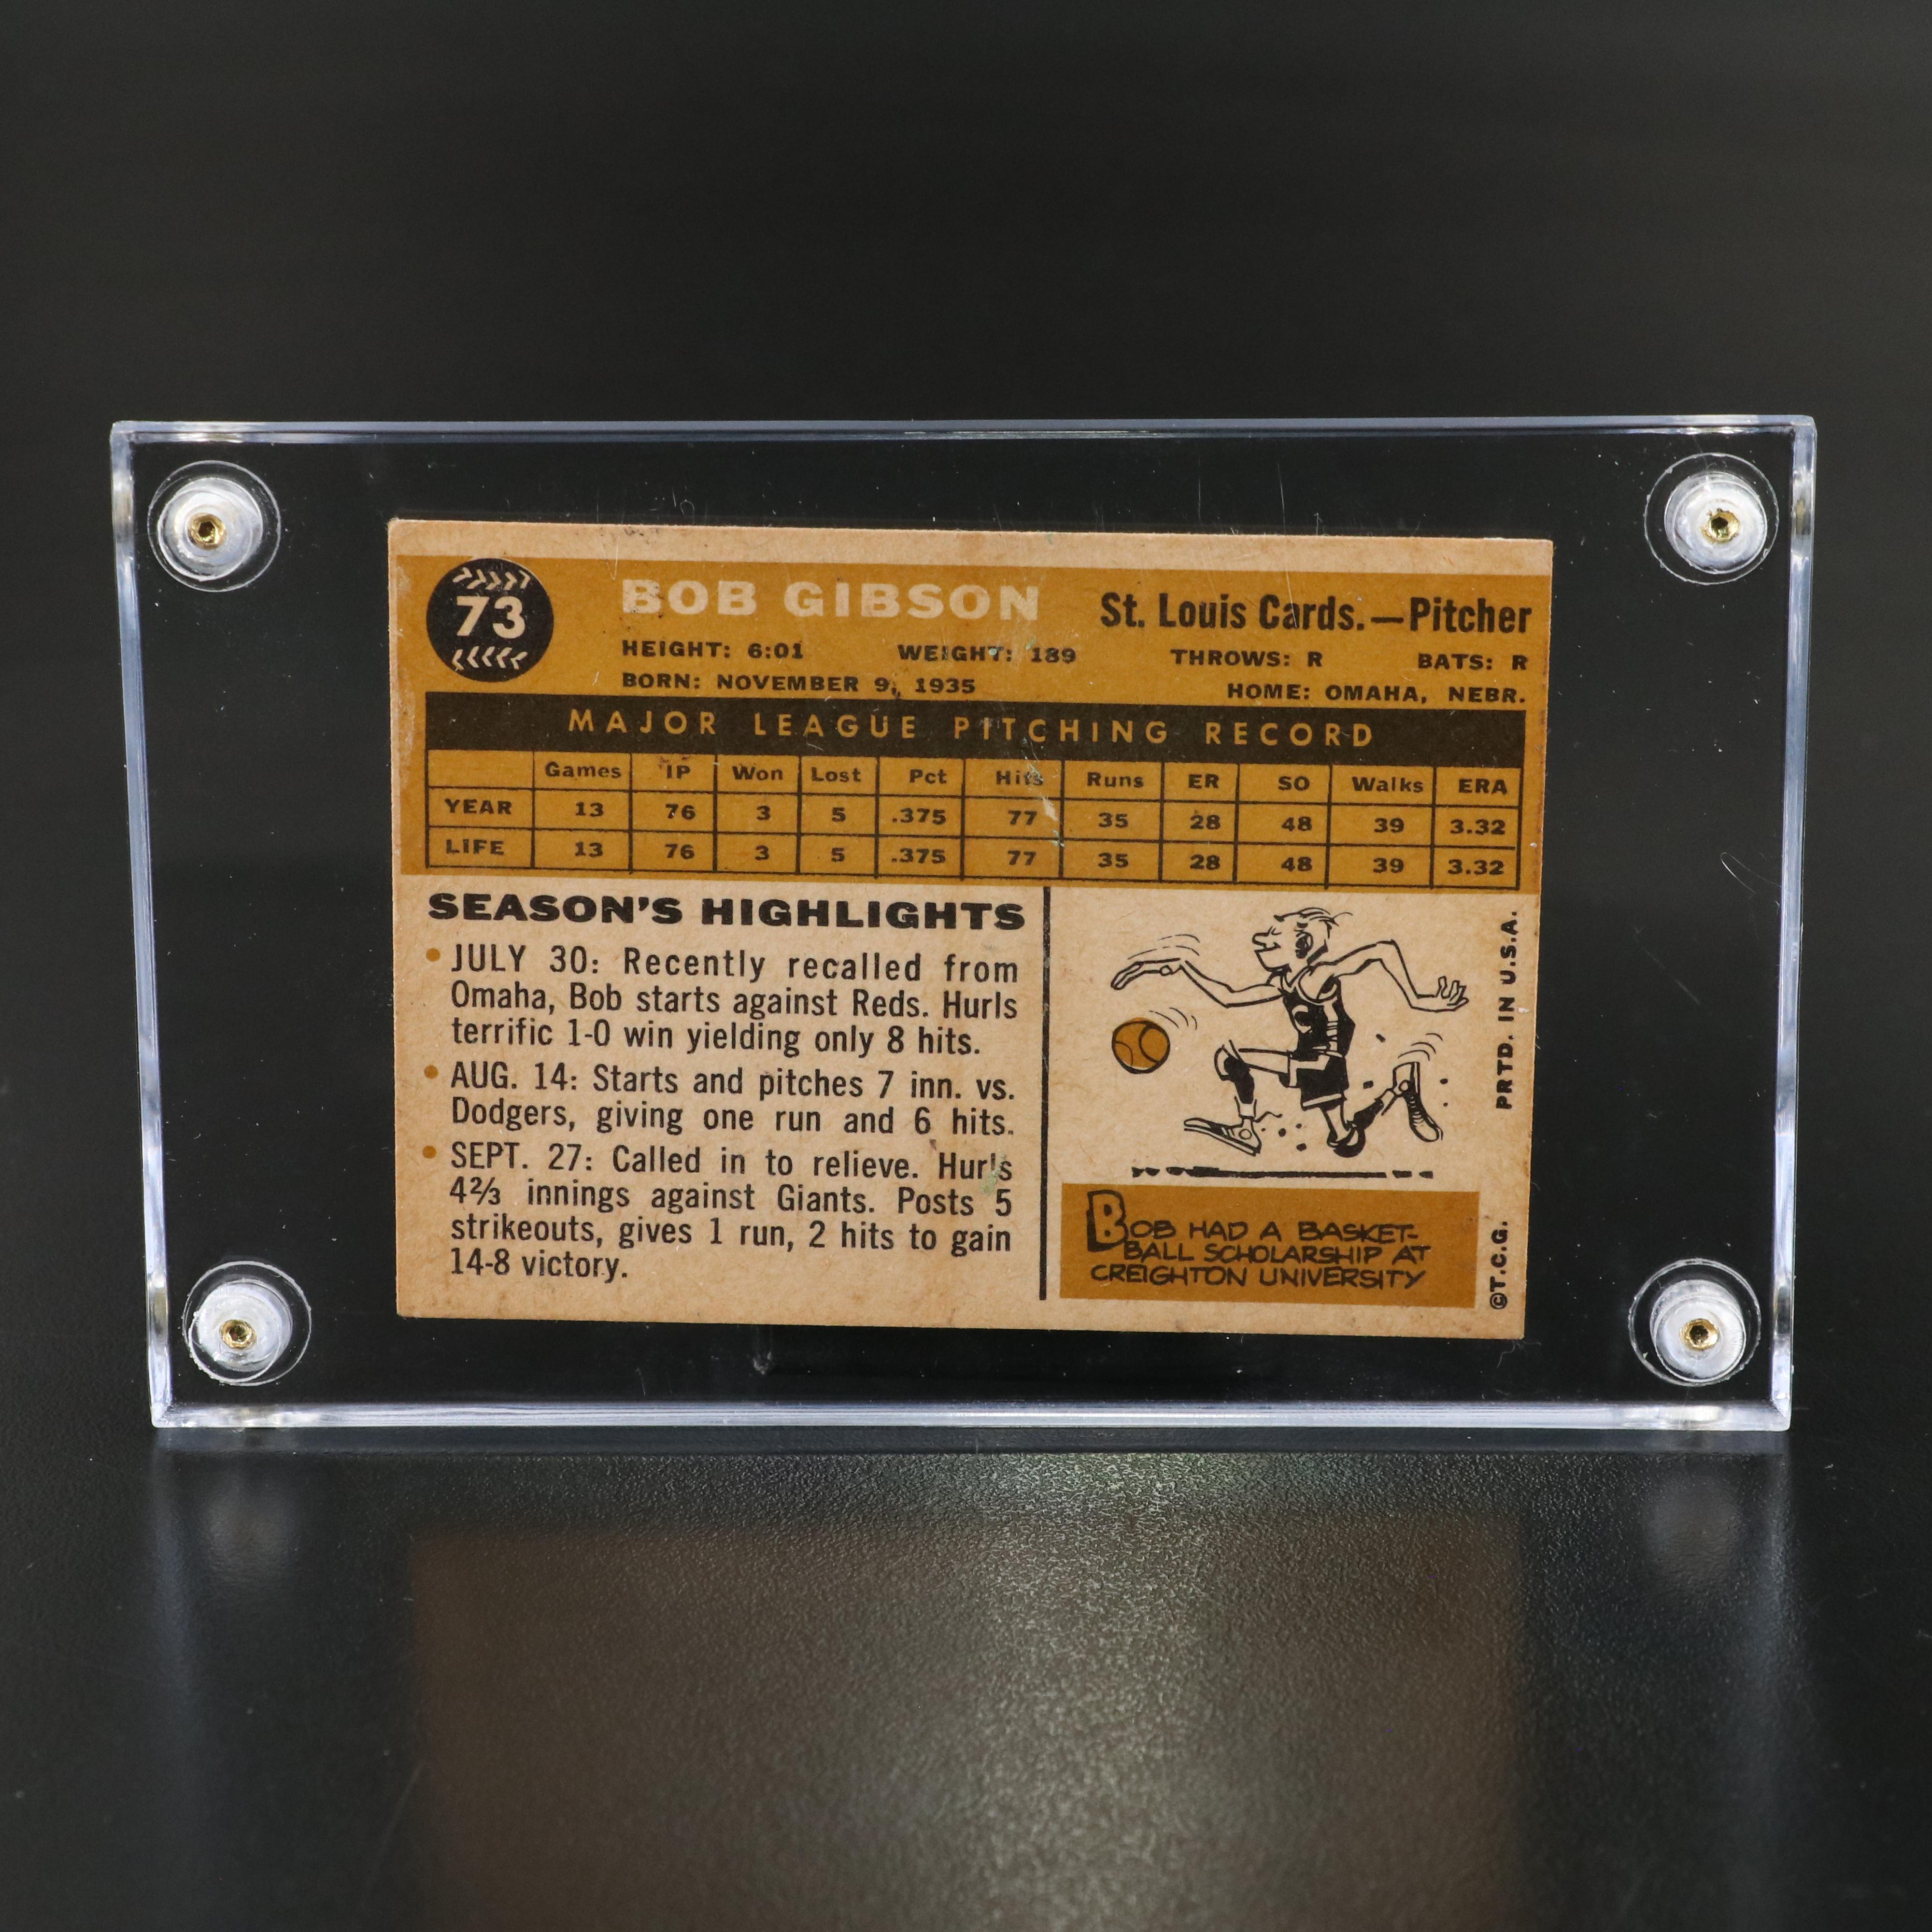 73
BOB GIBSON
St. Louis Cards.—Pitcher
HEIGHT: 6:01 WEIGHT: 189 THROWS: R BATS: R
BORN: NOVEMBER 9, 1935 HOME: OMAHA, NEBR.
MAJOR LEAGUE PITCHING RECORD
Games IP Won Lost Pct Hits Runs ER SO Walks ERA
YEAR 13 76 3 5 .375 77 35 28 48 39 3.32
LIFE 13 76 3 5 .375 77 35 28 48 39 3.32
SEASON'S HIGHLIGHTS
• JULY 30: Recently recalled from
Omaha, Bob starts against Reds. Hurls
terrific 1-0 win yielding only 8 hits.
• AUG. 14: Starts and pitches 7 inn. vs.
Dodgers, giving one run and 6 hits.
• SEPT. 27: Called in to relieve. Hurls
4⅔ innings against Giants. Posts 5
strikeouts, gives 1 run, 2 hits to gain
14-8 victory.
C
BOB HAD A BASKET-
BALL SCHOLARSHIP AT
CREIGHTON UNIVERSITY
©T.C.G. PRTD. IN U.S.A.